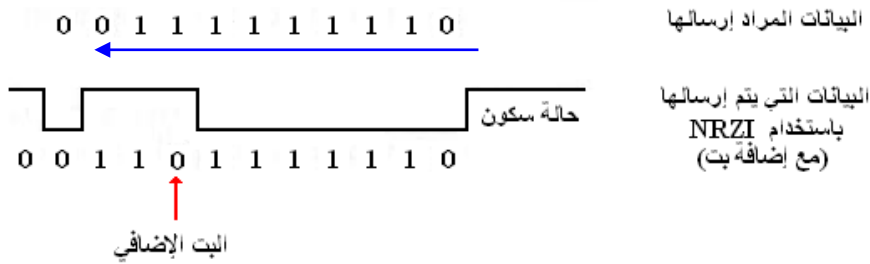 البيانات المراد إرسالها
0 0 1 1 1 1 1 1 1 1 0
البيانات التي يتم إرسالها
باستخدام NRZI
(مع إضافة بت)
حالة سكون
0 0 1 1 0 1 1 1 1 1 1 0
البت الإضافي